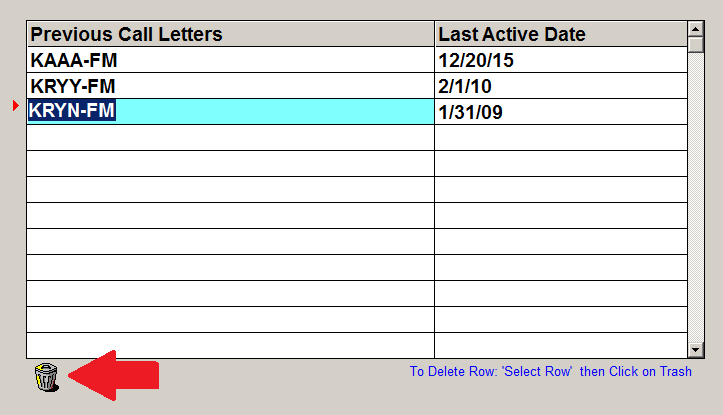 Previous Call Letters Last Active Date
KAAA-FM 12/20/15
KRYY-FM 2/1/10
KRYN-FM 1/31/09
To Delete Row: 'Select Row' then Click on Trash